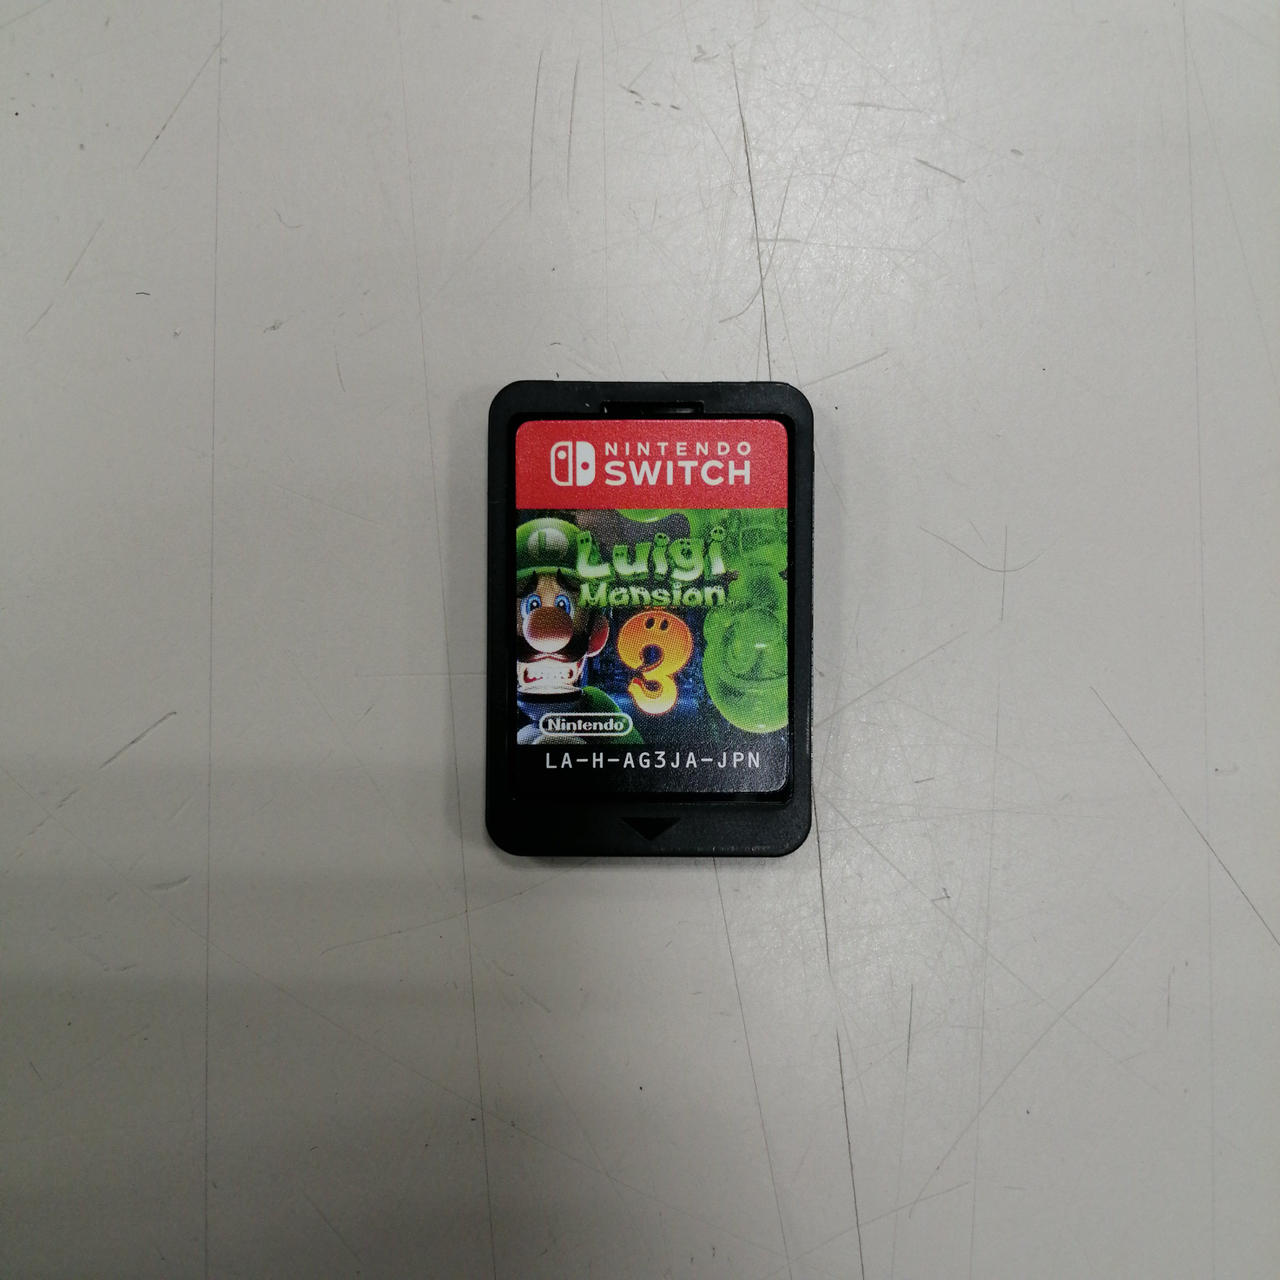 NINTENDO
SWITCH
L
Luigi
Mansion
3
Nintendo
LA-H-AG3JA-JPN